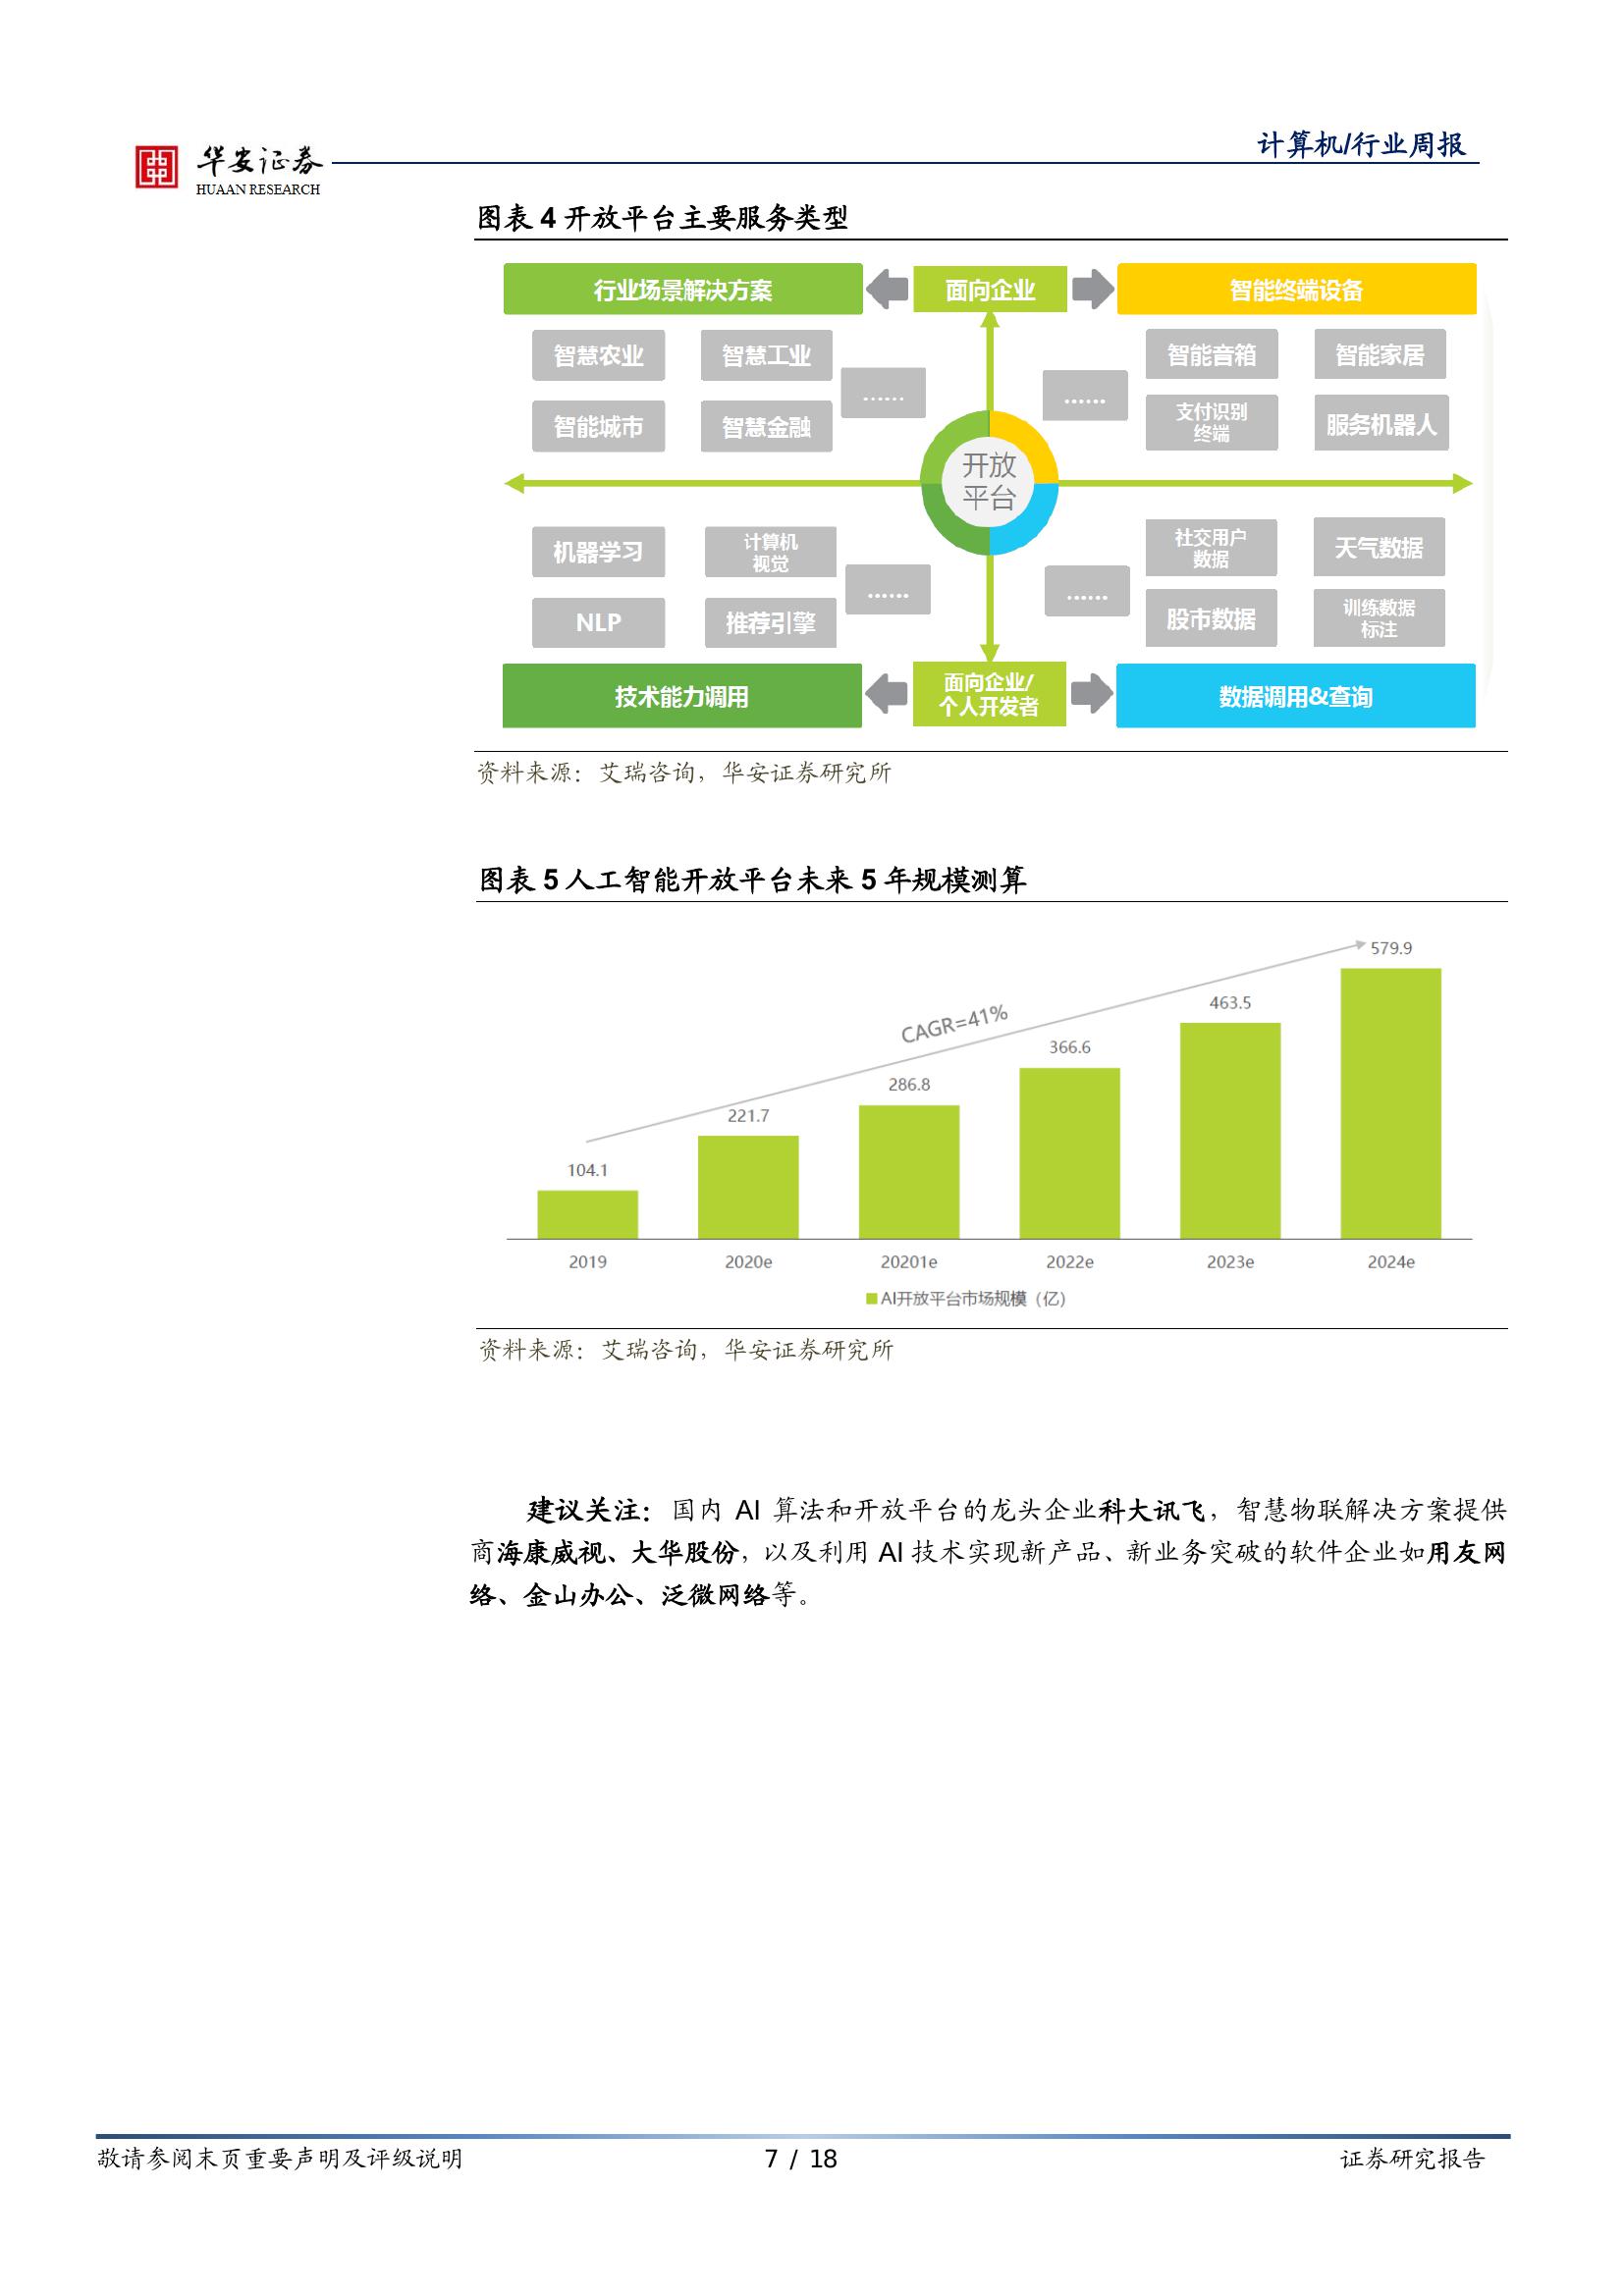 华安证券
HUAAN RESEARCH
计算机/行业周报
图表 4 开放平台主要服务类型
行业场景解决方案
面向企业
智能终端设备
智慧农业
智慧工业
……
智能城市
智慧金融
……
智能音箱
智能家居
支付识别
终端
服务机器人
开放
平台
机器学习
计算机
视觉
……
NLP
推荐引擎
……
社交用户
数据
天气数据
股市数据
训练数据
标注
技术能力调用
面向企业/
个人开发者
数据调用&查询
资料来源：艾瑞咨询，华安证券研究所
图表 5 人工智能开放平台未来 5 年规模测算
CAGR=41%
104.1
221.7
286.8
366.6
463.5
579.9
2019
2020e
20201e
2022e
2023e
2024e
AI开放平台市场规模（亿）
资料来源：艾瑞咨询，华安证券研究所
建议关注：国内 AI 算法和开放平台的龙头企业科大讯飞，智慧物联解决方案提供
商海康威视、大华股份，以及利用 AI 技术实现新产品、新业务突破的软件企业如用友网
络、金山办公、泛微网络等。
敬请参阅末页重要声明及评级说明
7 / 18
证券研究报告